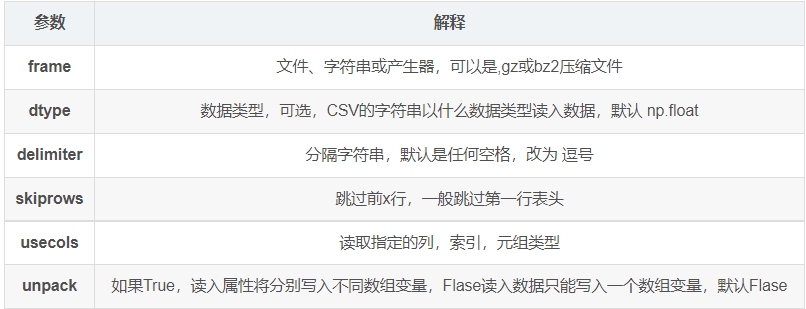 参数 解释
frame 文件、字符串或产生器，可以是,gz或bz2压缩文件
dtype 数据类型，可选，CSV的字符串以什么数据类型读入数据，默认 np.float
delimiter 分隔字符串，默认是任何空格，改为 逗号
skiprows 跳过前x行，一般跳过第一行表头
usecols 读取指定的列，索引，元组类型
unpack 如果True，读入属性将分别写入不同数组变量，Flase读入数据只能写入一个数组变量，默认Flase